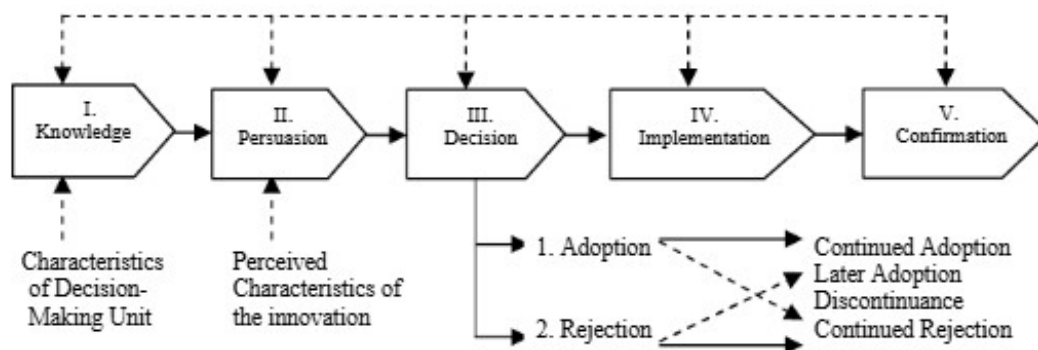 I.
Knowledge
II.
Persuasion
III.
Decision
IV.
Implementation
V.
Confirmation
Characteristics
of Decision-
Making Unit
Perceived
Characteristics of
the innovation
1. Adoption
2. Rejection
Continued Adoption
Later Adoption
Discontinuance
Continued Rejection